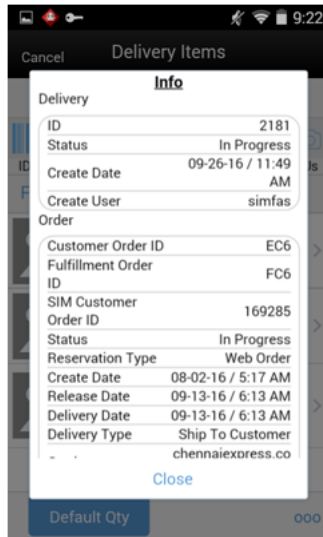 9:22
Cancel Delivery Items
Info
Delivery
ID 2181
Status In Progress
Create Date 09-26-16 / 11:49
AM
Create User simfas
Order
Customer Order ID EC6
Fulfillment Order
ID FC6
SIM Customer
Order ID 169285
Status In Progress
Reservation Type Web Order
Create Date 08-02-16 / 5:17 AM
Release Date 09-13-16 / 6:13 AM
Delivery Date 09-13-16 / 6:13 AM
Delivery Type Ship To Customer
chennaiexpress.co
Close
Default Qty